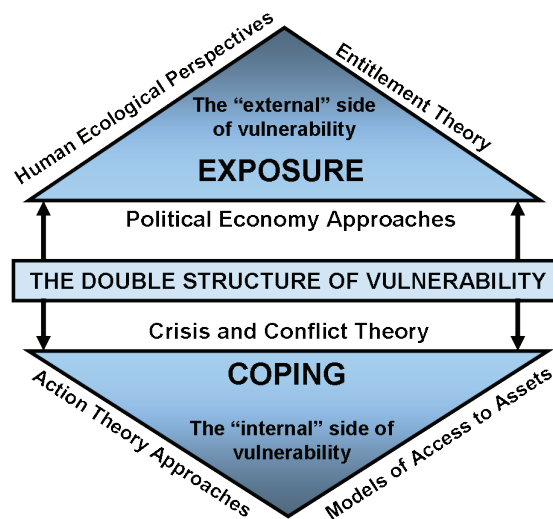 Human Ecological Perspectives
Entitlement Theory
The “external” side
of vulnerability
EXPOSURE
Political Economy Approaches
THE DOUBLE STRUCTURE OF VULNERABILITY
Crisis and Conflict Theory
COPING
The “internal” side of
vulnerability
Action Theory Approaches
Models of Access to Assets